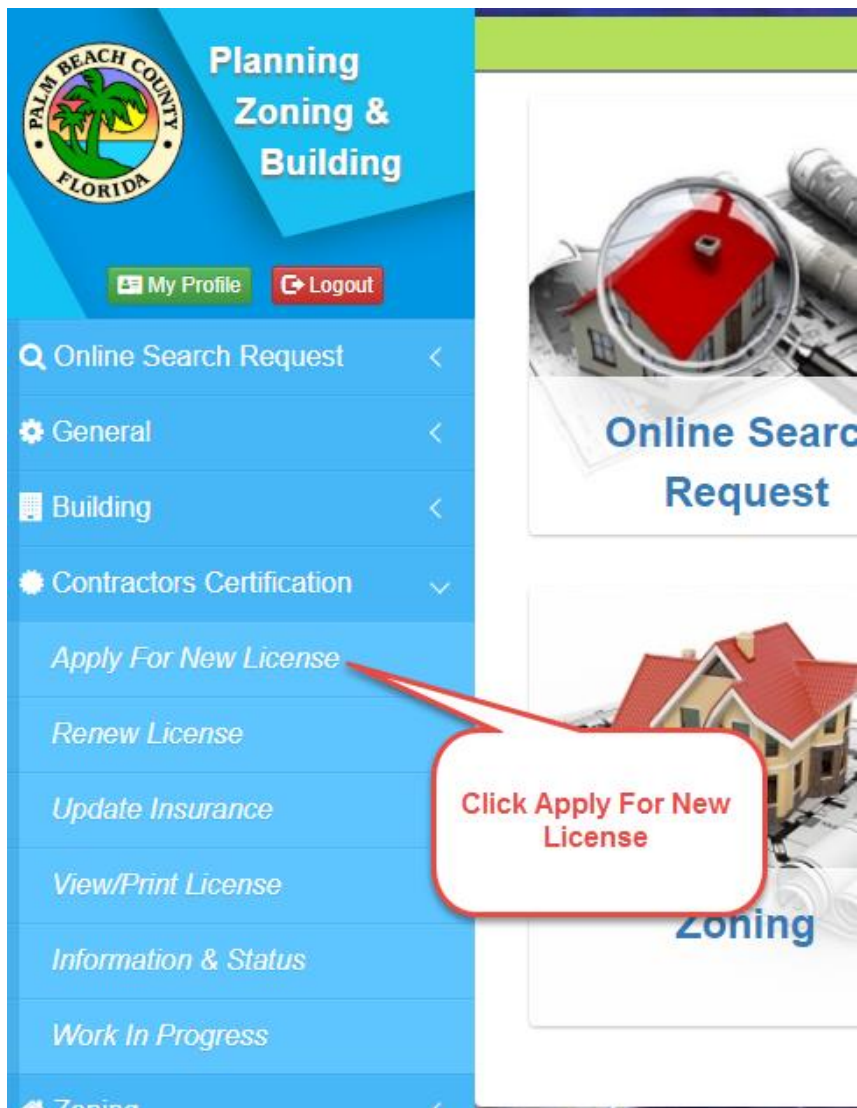 PALM BEACH COUNTY
FLORIDA
Planning
Zoning &
Building
My Profile
Logout
Online Search Request
General
Building
Contractors Certification
Apply For New License
Renew License
Update Insurance
View/Print License
Information & Status
Work In Progress
Zoning
Online Searc
Request
Click Apply For New
License
Zoning